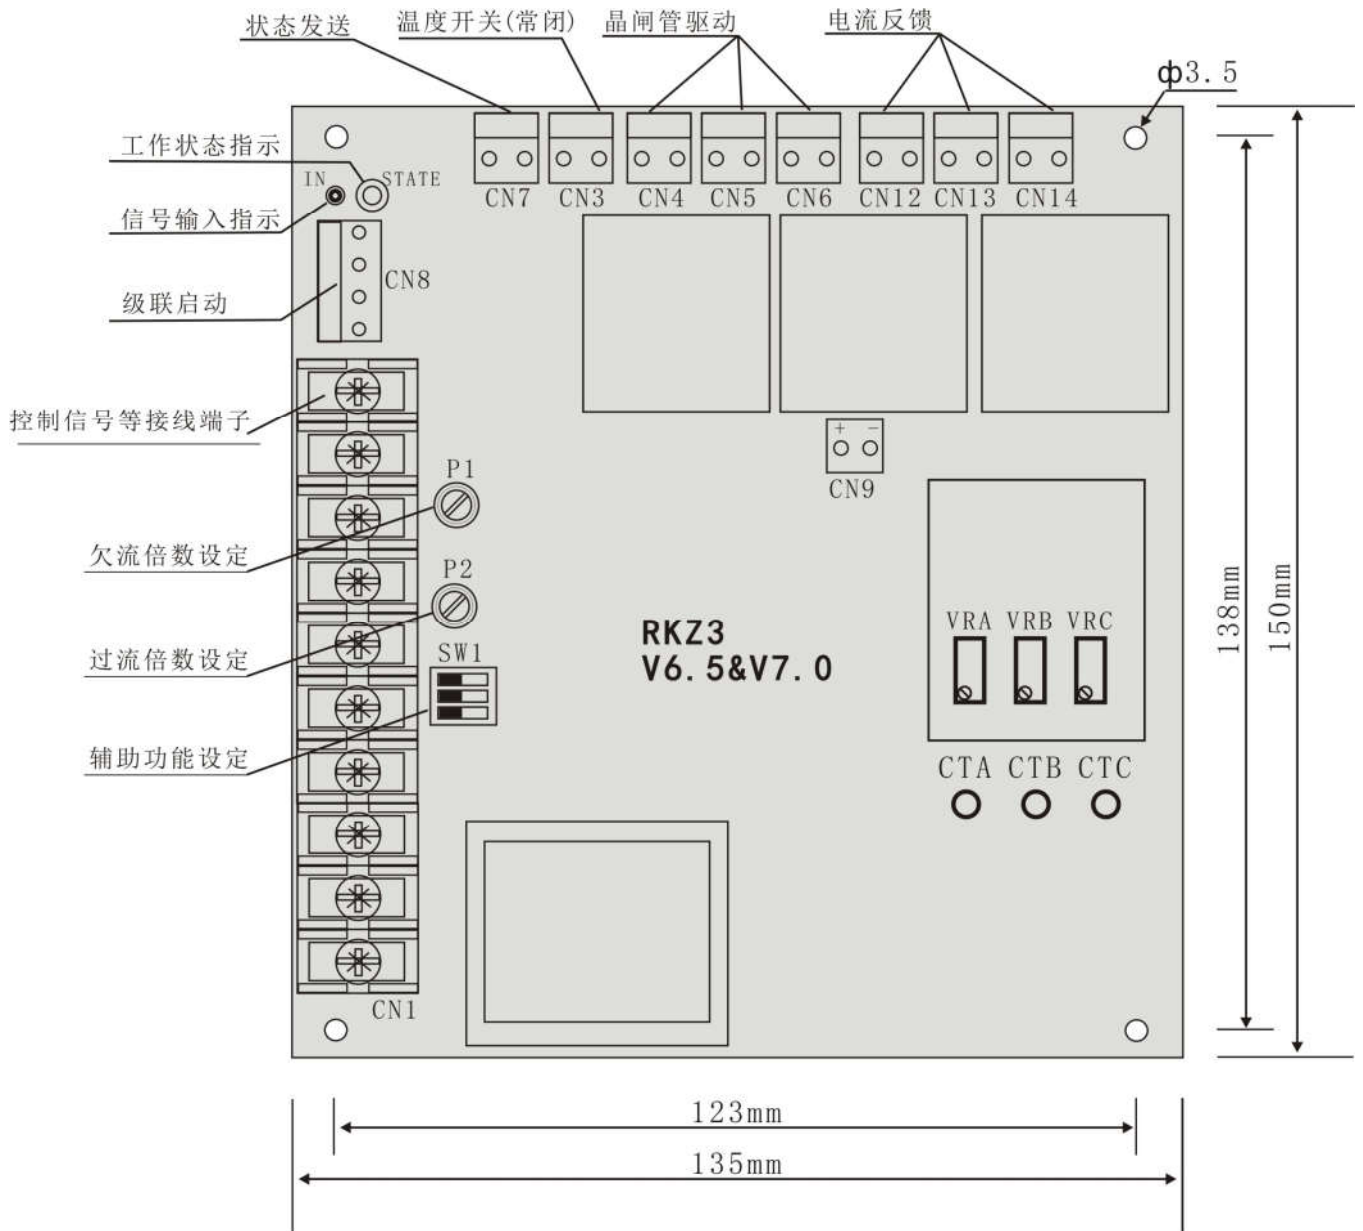 状态发送
温度开关(常闭)
晶闸管驱动
电流反馈
ф3.5
工作状态指示
IN
STATE
信号输入指示
CN7
CN3
CN4
CN5
CN6
CN12
CN13
CN14
级联启动
CN8
控制信号等接线端子
+ −
CN9
P1
欠流倍数设定
P2
过流倍数设定
SW1
辅助功能设定
RKZ3
V6.5&V7.0
VRA VRB VRC
CTA CTB CTC
138mm
150mm
CN1
123mm
135mm